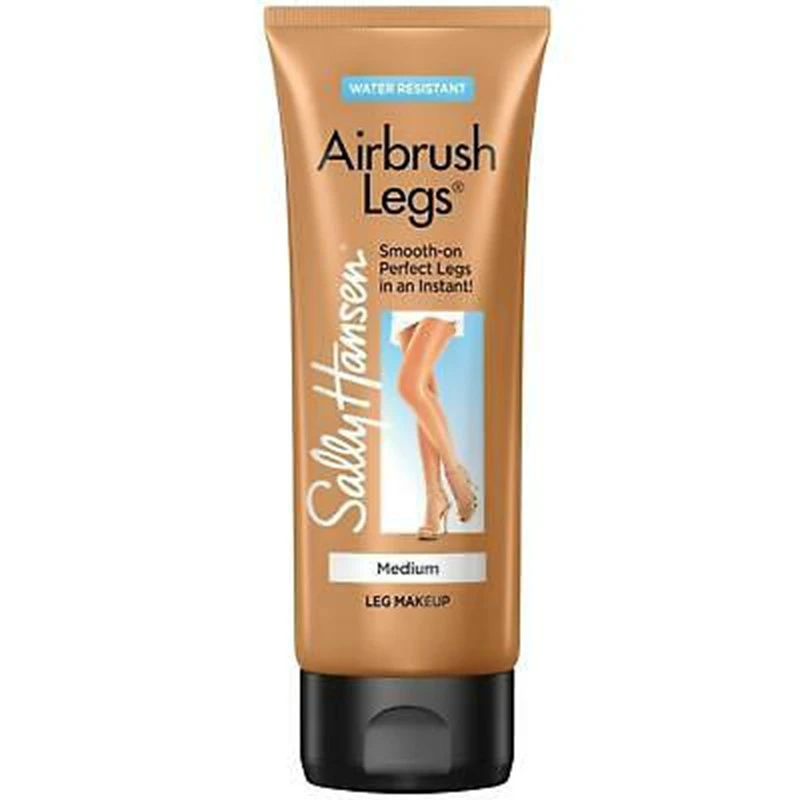 WATER RESISTANT
Airbrush
Legs®
Smooth-on
Perfect Legs
in an Instant!
Sally Hansen®
Medium
LEG MAKEUP